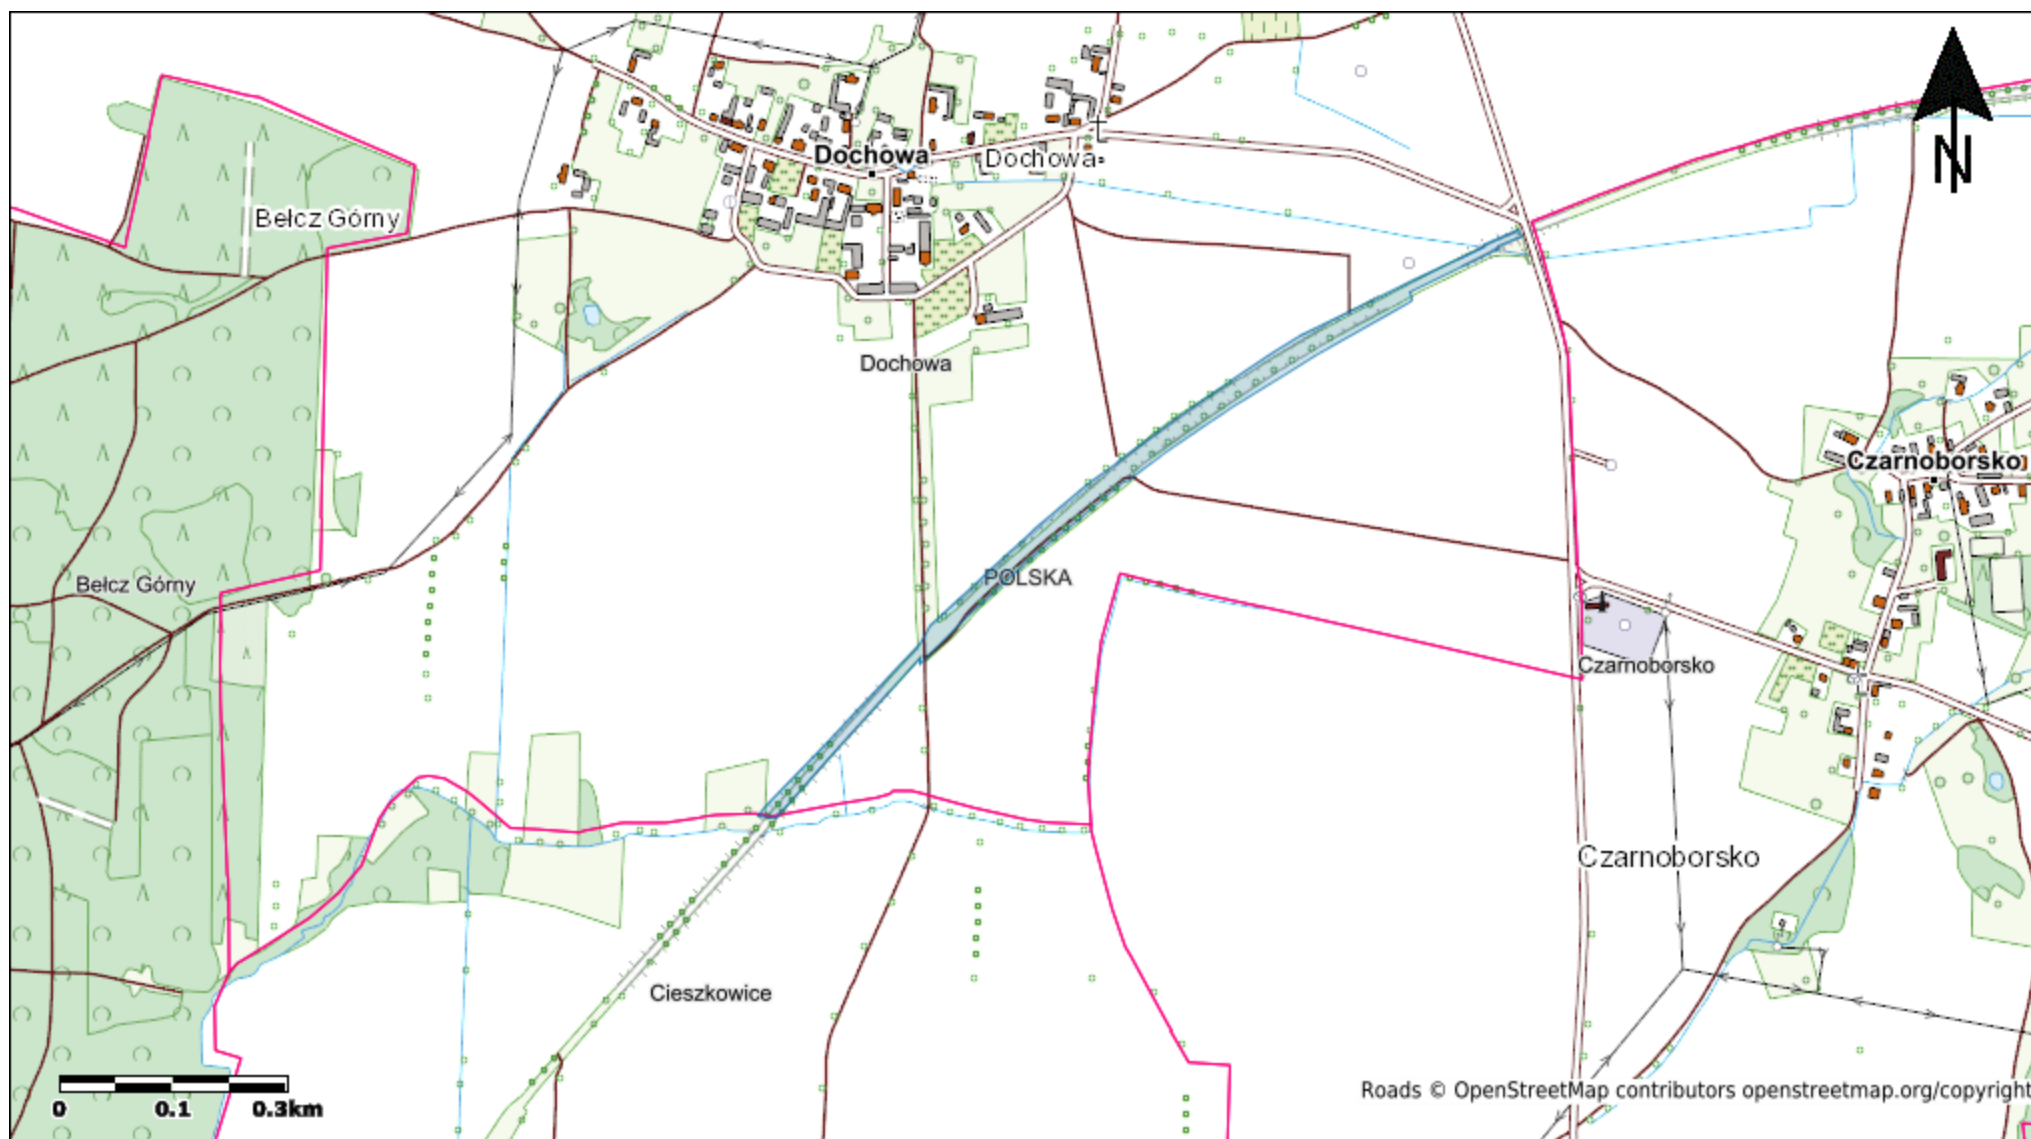 N
Dochowa
Dochowa
Bełcz Górny
Dochowa
Czarnoborsko
POLSKA
Bełcz Górny
Czarnoborsko
Czarnoborsko
Cieszkowice
Roads © OpenStreetMap contributors openstreetmap.org/copyright
0 0.1 0.3km